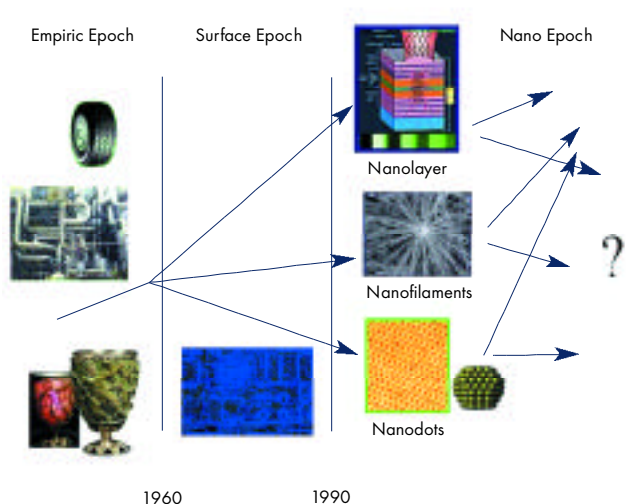 Empiric Epoch
Surface Epoch
Nano Epoch
Nanolayer
Nanofilaments
?
Nanodots
1960
1990